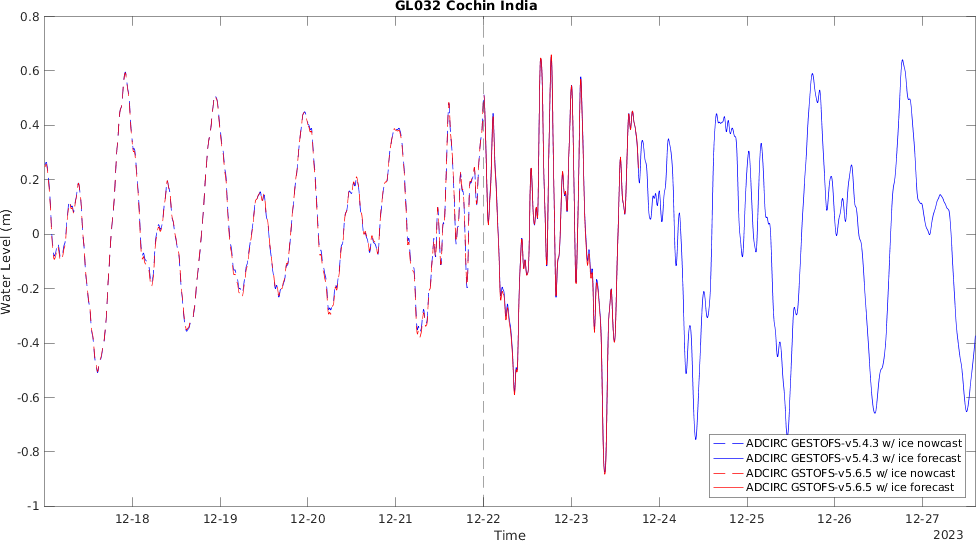 GL032 Cochin India
0.8
0.6
0.4
0.2
0
-0.2
-0.4
-0.6
-0.8
-1
Water Level (m)
ADCIRC GESTOFS-v5.4.3 w/ ice nowcast
ADCIRC GESTOFS-v5.4.3 w/ ice forecast
ADCIRC GSTOFS-v5.6.5 w/ ice nowcast
ADCIRC GSTOFS-v5.6.5 w/ ice forecast
12-18 12-19 12-20 12-21 12-22 12-23 12-24 12-25 12-26 12-27
Time
2023